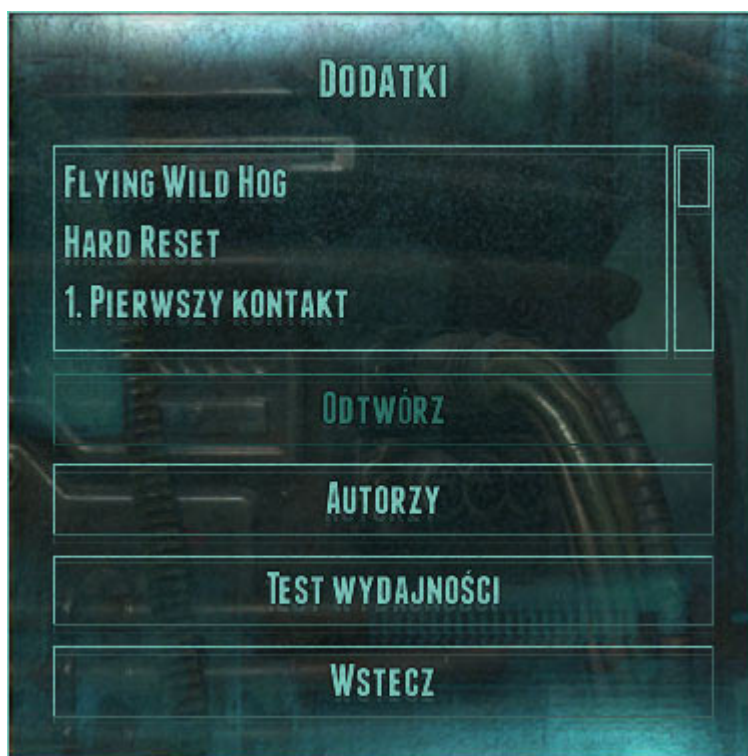 Dodatki
Flying Wild Hog
Hard Reset
1. Pierwszy kontakt
Odtwórz
Autorzy
Test wydajności
Wstecz